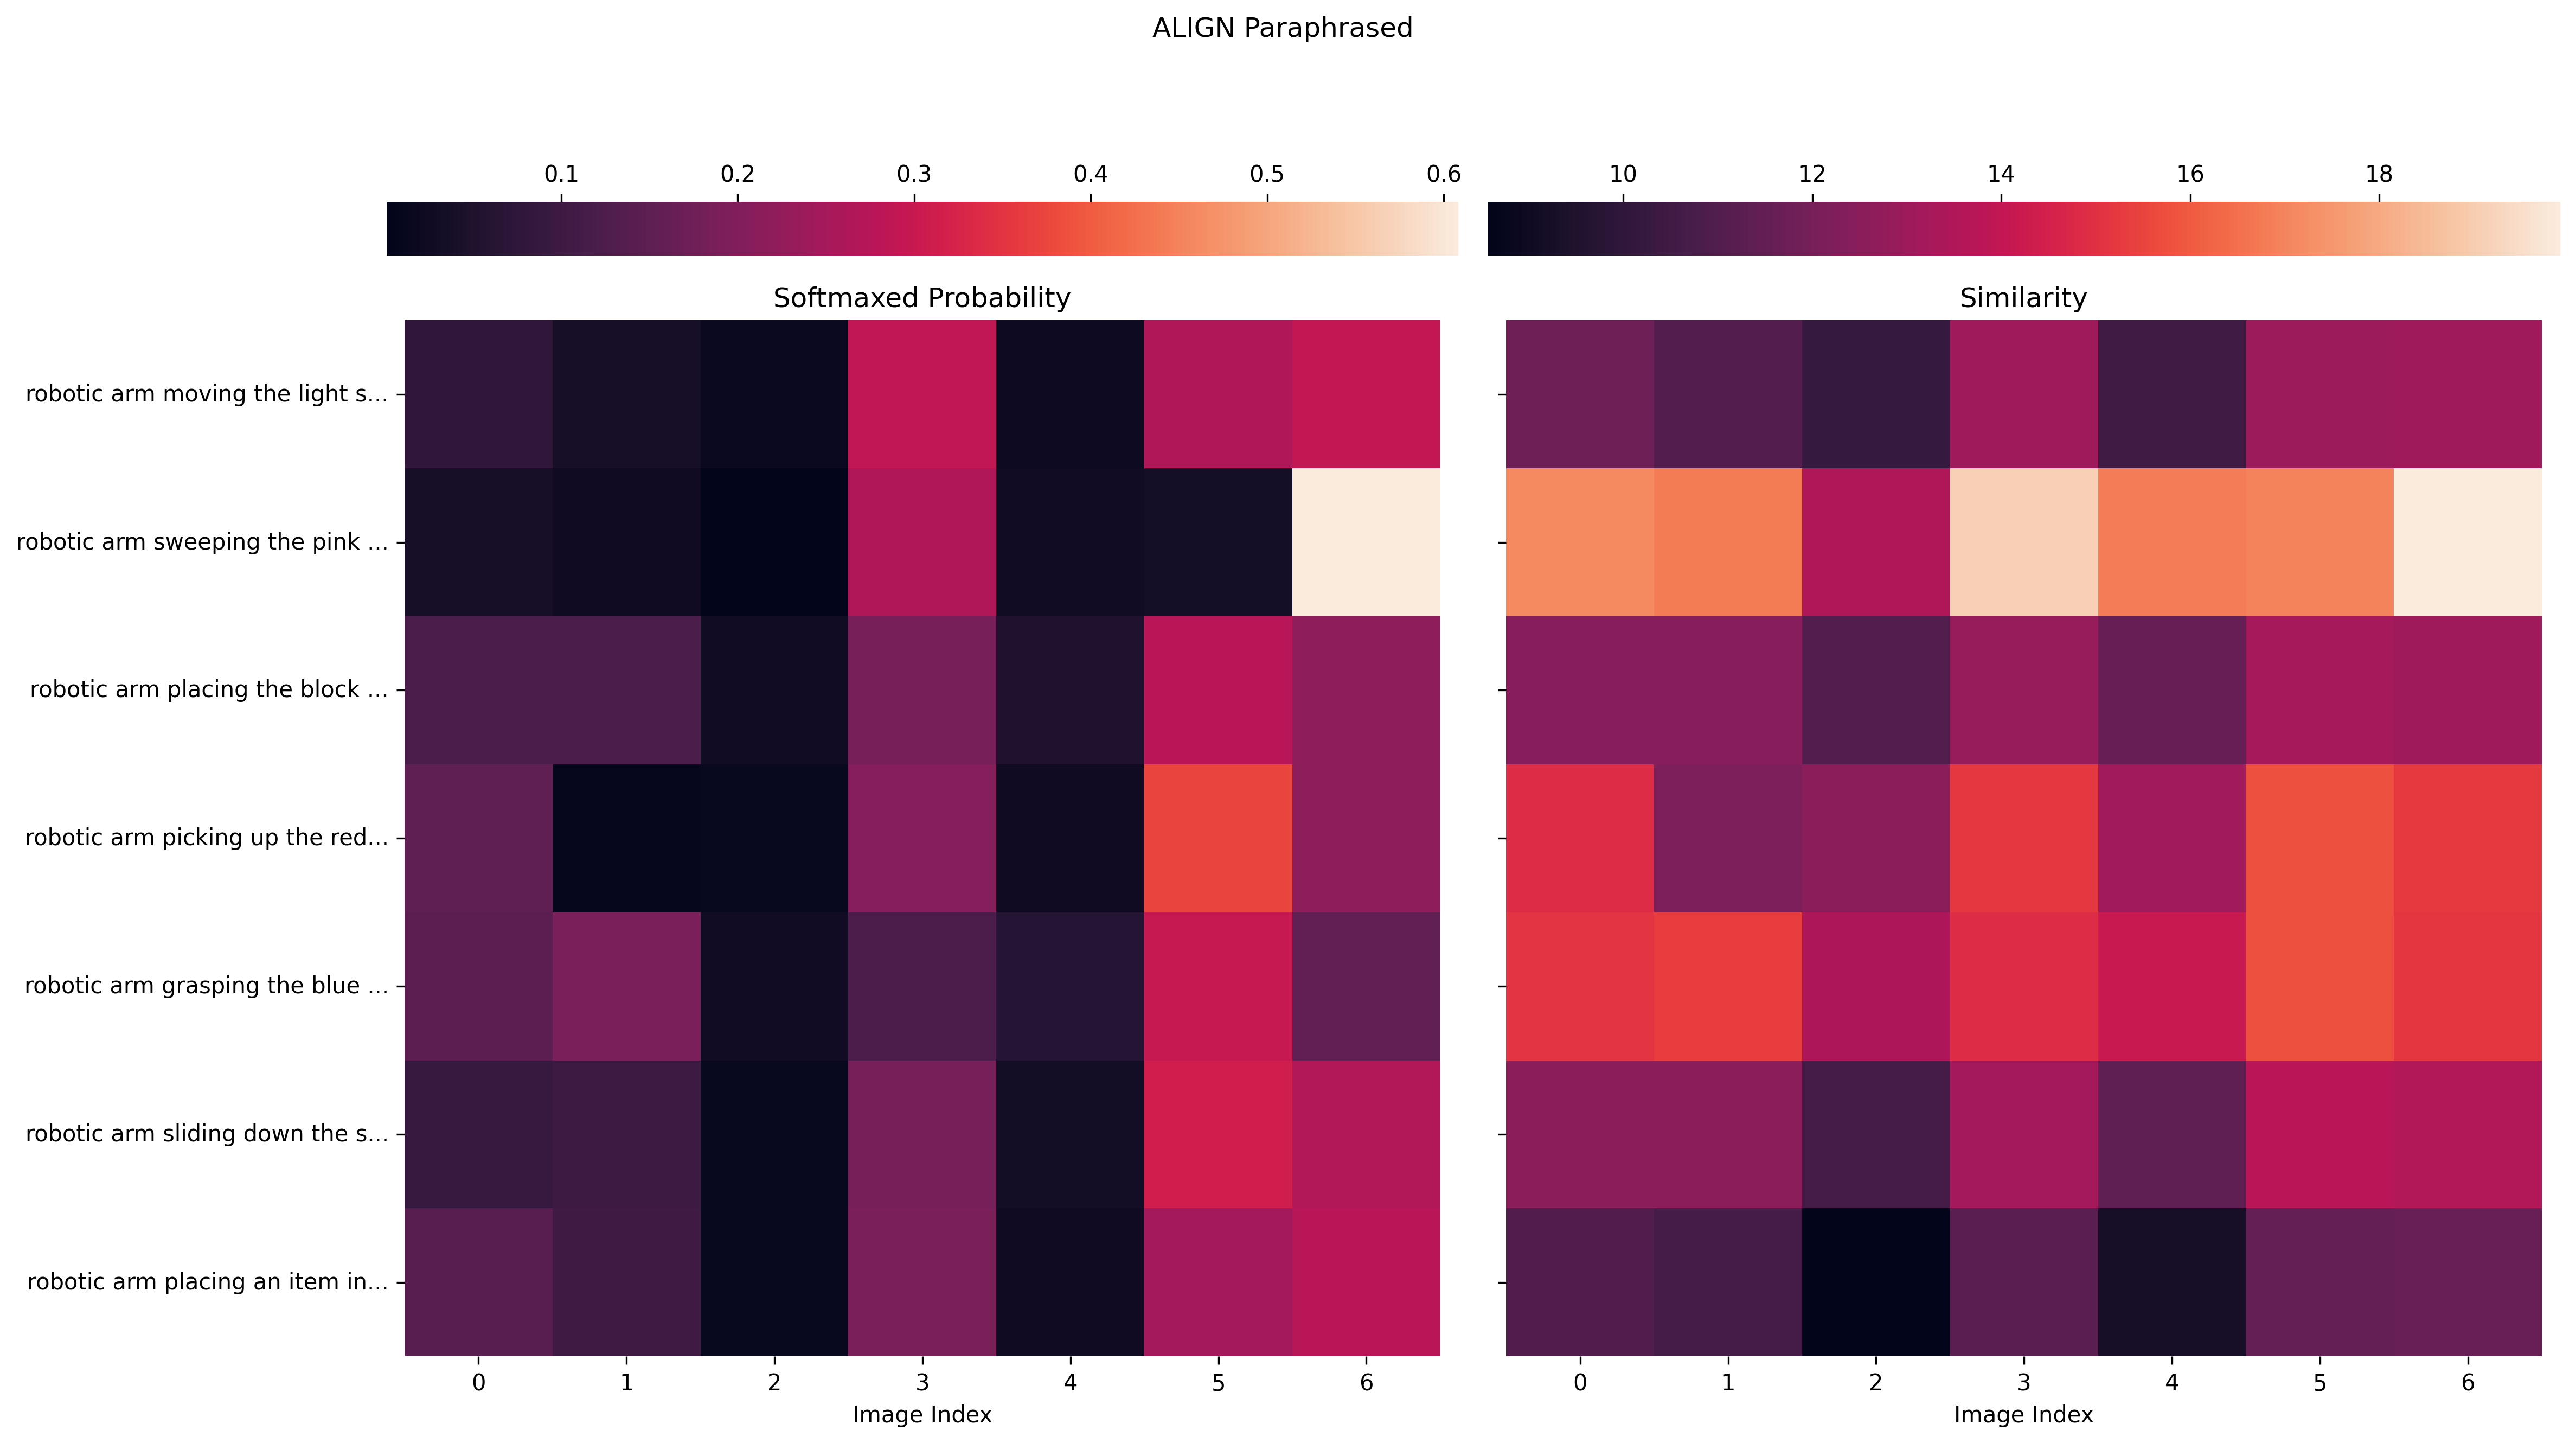 ALIGN Paraphrased
0.1 0.2 0.3 0.4 0.5 0.6
10 12 14 16 18
Softmaxed Probability
Similarity
robotic arm moving the light s...
robotic arm sweeping the pink ...
robotic arm placing the block ...
robotic arm picking up the red...
robotic arm grasping the blue ...
robotic arm sliding down the s...
robotic arm placing an item in...
0 1 2 3 4 5 6
Image Index
0 1 2 3 4 5 6
Image Index